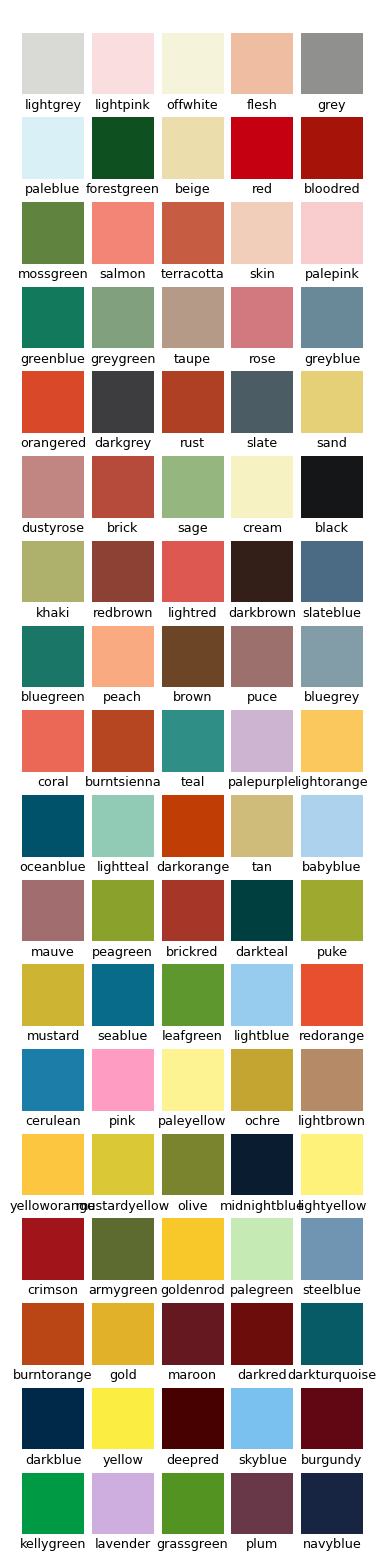 lightgrey lightpink offwhite flesh grey
paleblue forestgreen beige red bloodred
mossgreen salmon terracotta skin palepink
greenblue greygreen taupe rose greyblue
orangered darkgrey rust slate sand
dustyrose brick sage cream black
khaki redbrown lightred darkbrown slateblue
bluegreen peach brown puce bluegrey
coral burntsienna teal palepurple lightorange
oceanblue lightteal darkorange tan babyblue
mauve peagreen brickred darkteal puke
mustard seablue leafgreen lightblue redorange
cerulean pink paleyellow ochre lightbrown
yelloworange mustardyellow olive midnightblue lightyellow
crimson armygreen goldenrod palegreen steelblue
burntorange gold maroon darkred darkturquoise
darkblue yellow deepred skyblue burgundy
kellygreen lavender grassgreen plum navyblue